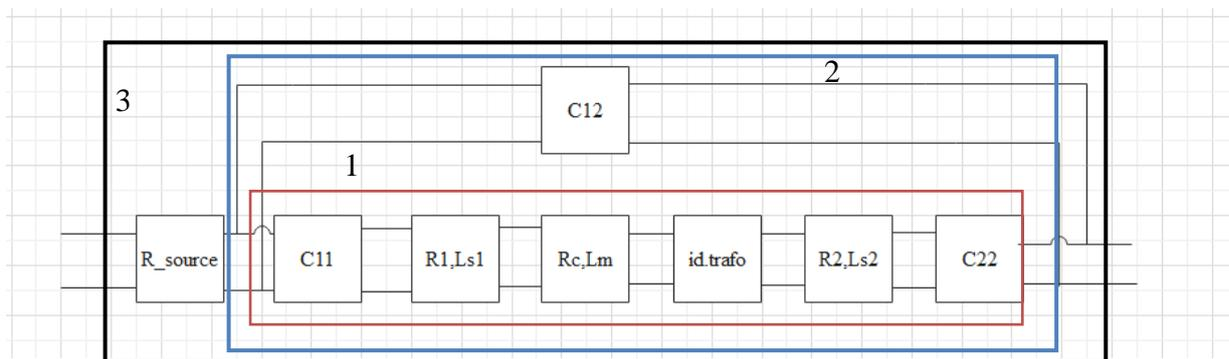 2
C12
3
1
R_source
C11
R1,Ls1
Rc,Lm
id.trafo
R2,Ls2
C22